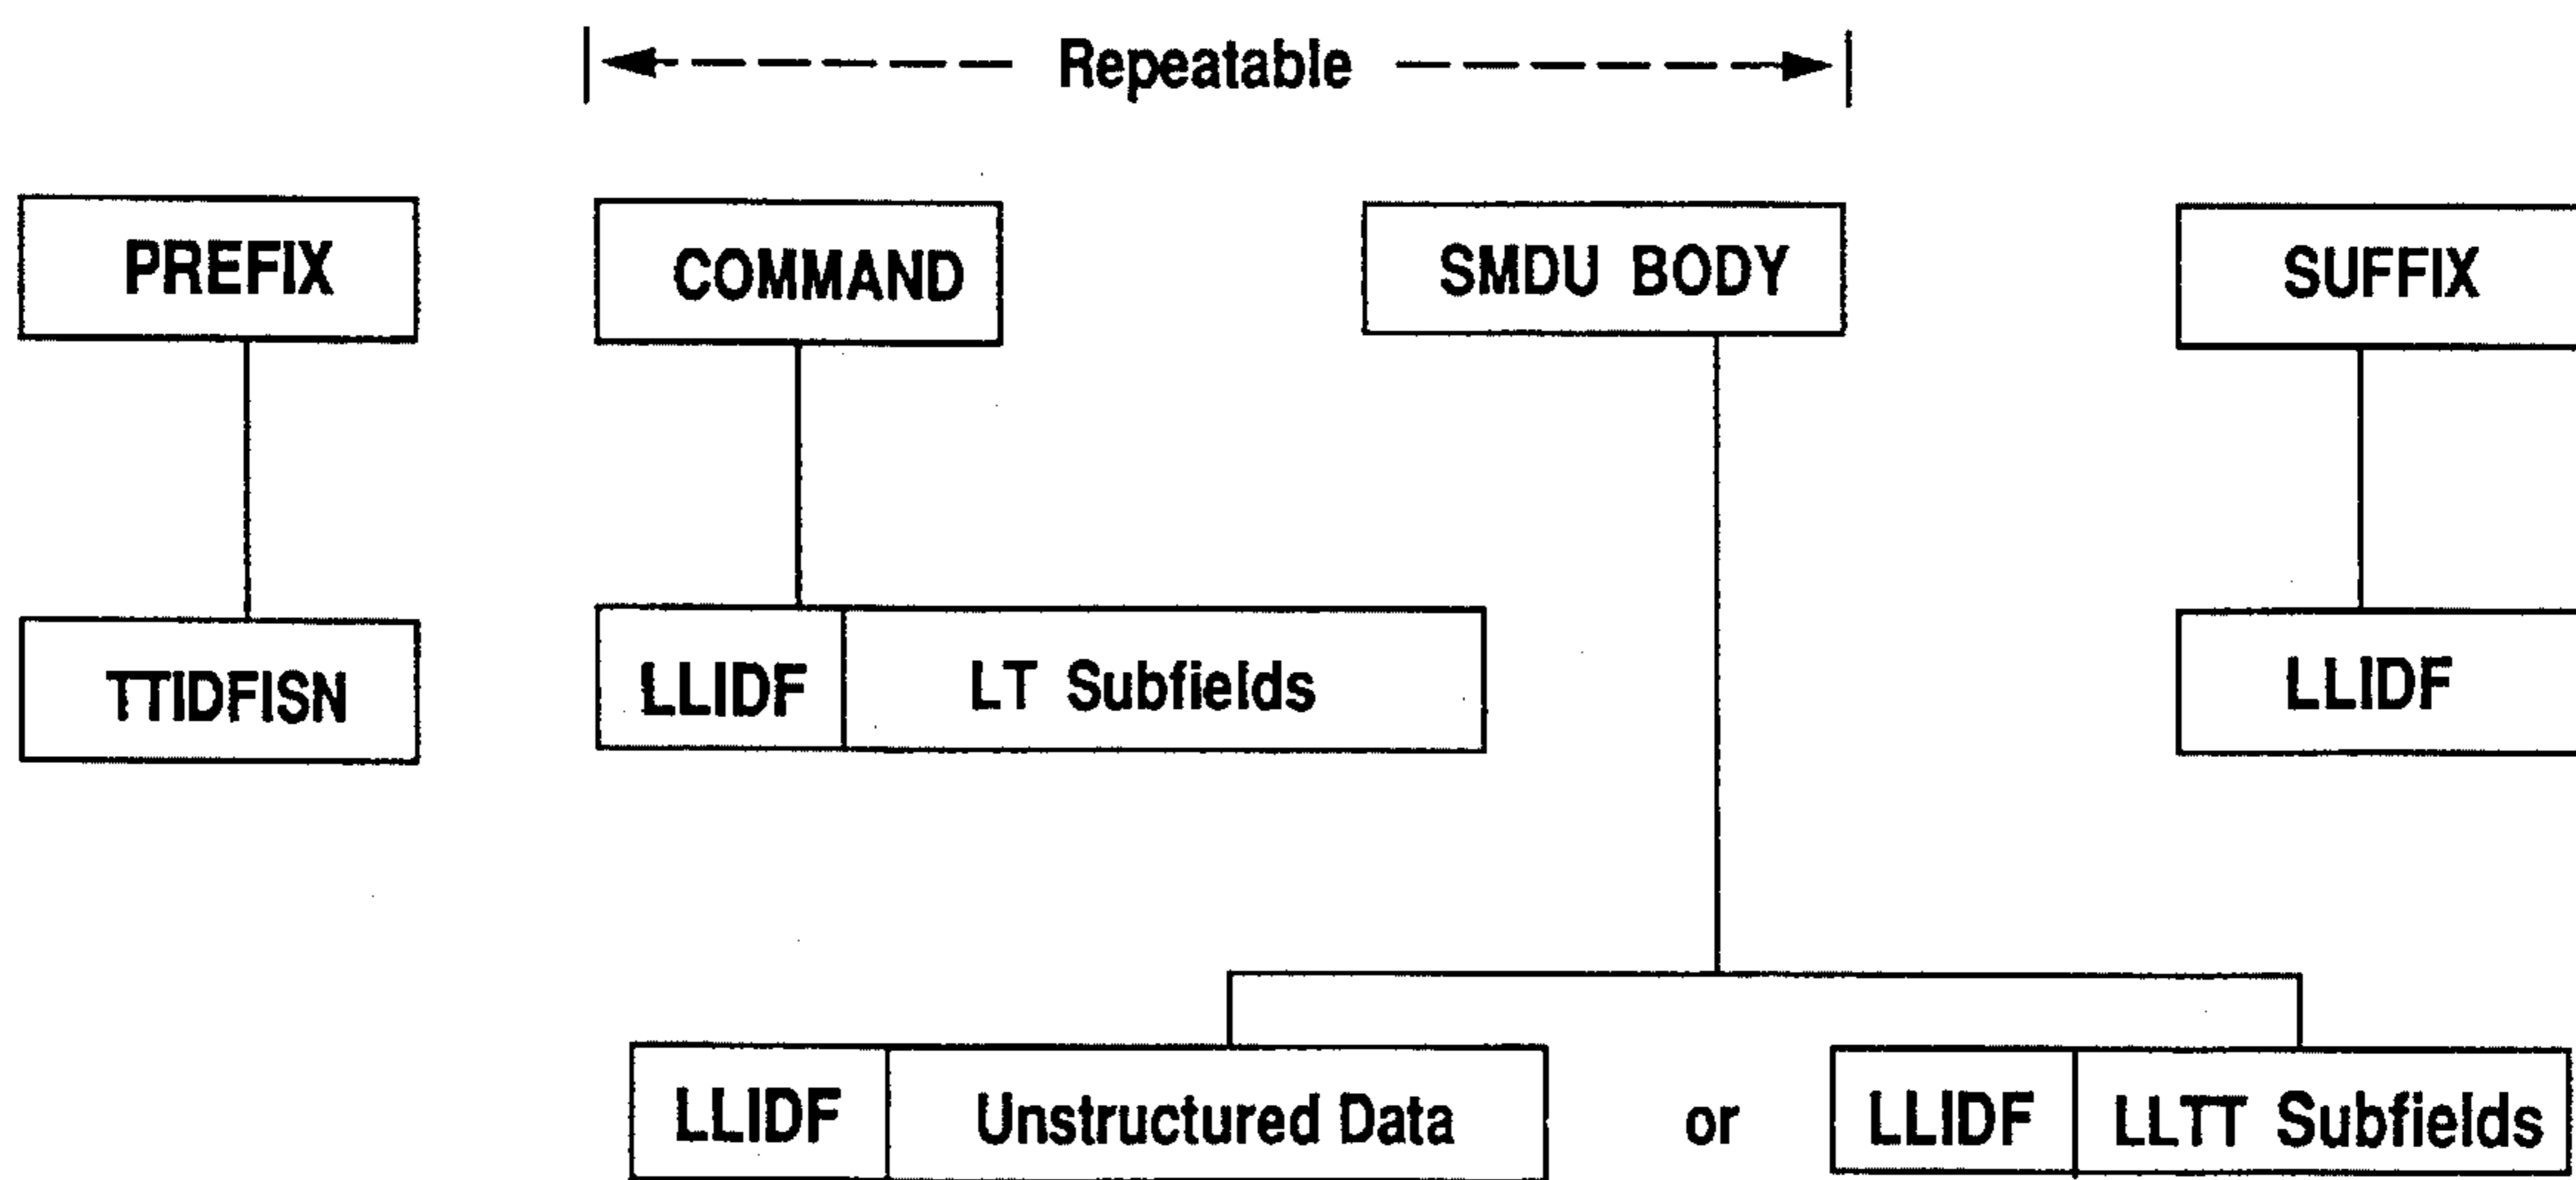 Repeatable
PREFIX COMMAND SMDU BODY SUFFIX
TTIDFISN LLIDF LT Subfields LLIDF
LLIDF Unstructured Data or LLIDF LLTT Subfields